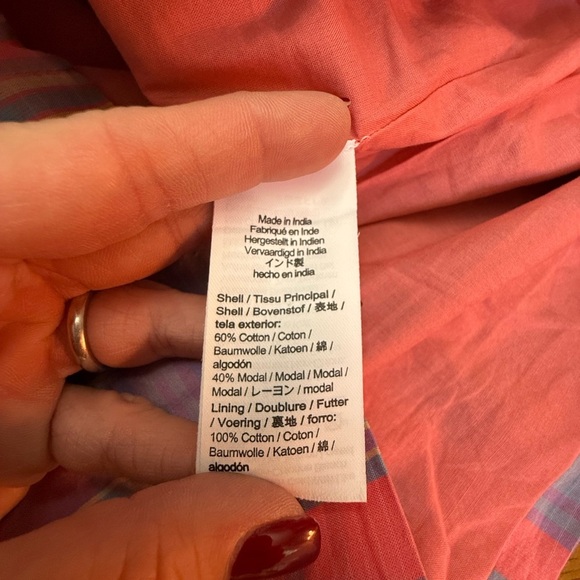 Made in India
Fabriqué en Inde
Hergestellt in Indien
Vervaardigd in India
インド製
hecho en india
Shell / Tissu Principal /
Shell / Bovenstof / 表地 /
tela exterior:
60% Cotton / Coton /
Baumwolle / Katoen / 綿 /
algodón
40% Modal / Modal / Modal /
Modal / レーヨン / modal
Lining / Doublure / Futter
/ Voering / 裏地 / forro:
100% Cotton / Coton /
Baumwolle / Katoen / 綿 /
algodón